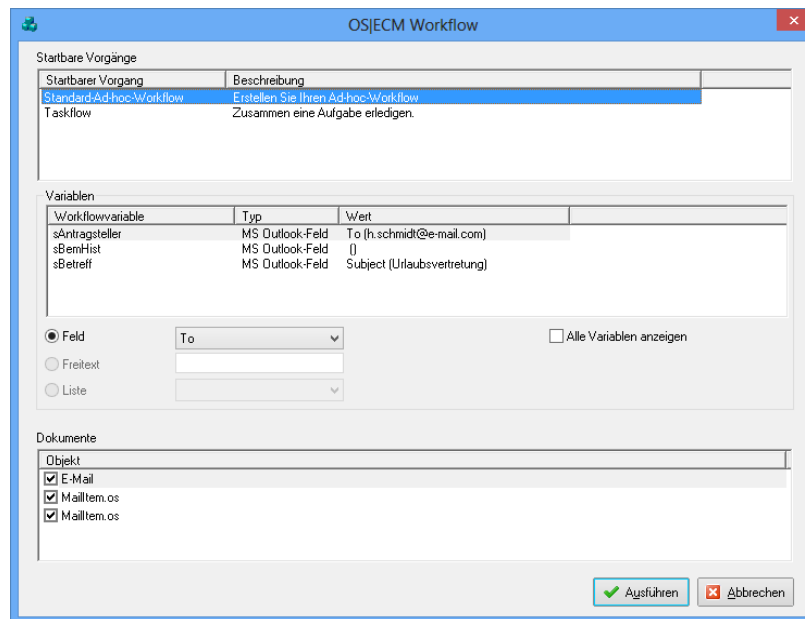 OS|ECM Workflow
Startbare Vorgänge
Startbarer Vorgang Beschreibung
Standard-Ad-hoc-Workflow Erstellen Sie Ihren Ad-hoc-Workflow
Taskflow Zusammen eine Aufgabe erledigen.
Variablen
Workflowvariable Typ Wert
sAntragsteller MS Outlook-Feld To (h.schmidt@e-mail.com)
sBemHist MS Outlook-Feld ()
sBetreff MS Outlook-Feld Subject (Urlaubsvertretung)
Feld To Alle Variablen anzeigen
Freitext
Liste
Dokumente
Objekt
E-Mail
MailItem.os
MailItem.os
Ausführen Abbrechen